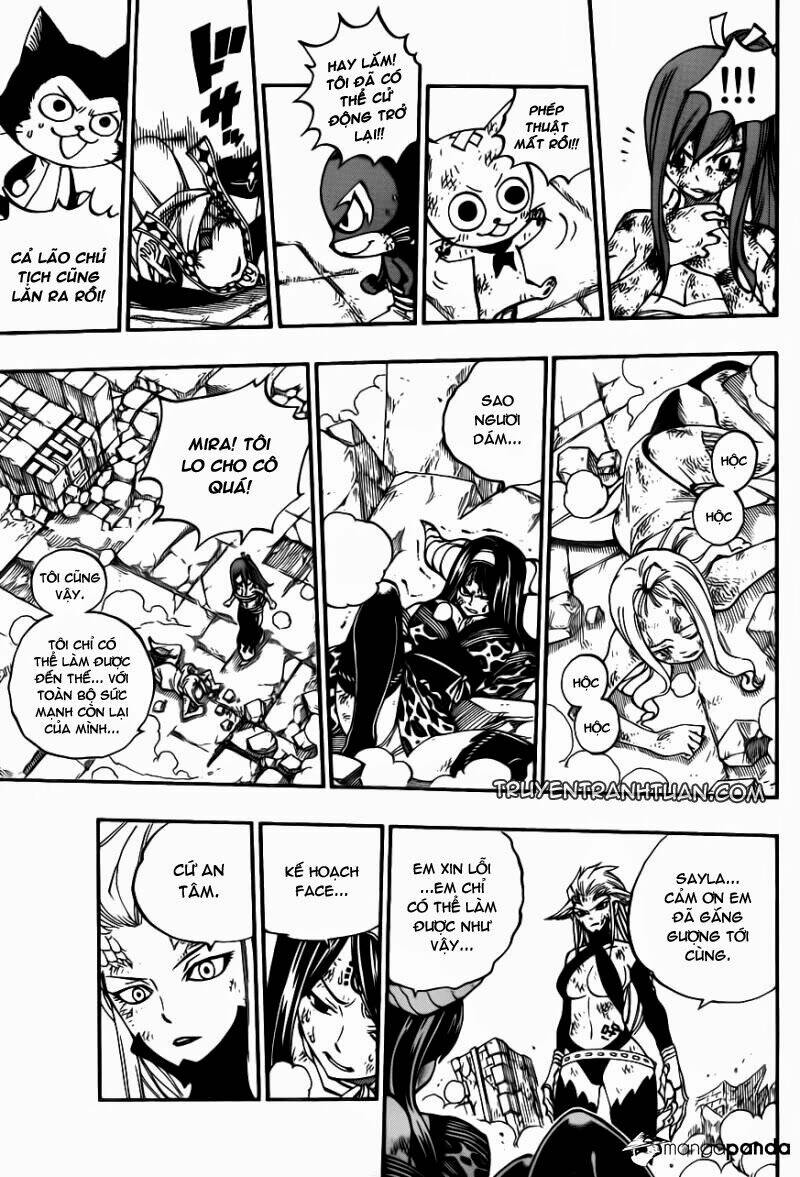 !!!
PHÉP
THUẬT
MẤT RỒI!!
HAY LẮM!
TÔI ĐÃ CÓ
THỂ CỬ
ĐỘNG TRỞ
LẠI!!
ドサ
CẢ LÃO CHỦ
TỊCH CŨNG
LĂN RA RỒI!
HỘC
HỘC
HỘC
HỘC
SAO
NGƯƠI
DÁM...
MIRA! TÔI
LO CHO CÔ
QUÁ!
TÔI CŨNG
VẬY.
TÔI CHỈ CÓ
THỂ LÀM ĐƯỢC
ĐẾN THẾ... VỚI
TOÀN BỘ SỨC
MẠNH CÒN LẠI
CỦA MÌNH...
TRUYENTRANHTUAN.COM
SAYLA...
CẢM ƠN EM
ĐÃ GẮNG
GƯỢNG TỚI
CÙNG.
EM XIN LỖI
...EM CHỈ
CÓ THỂ LÀM
NHƯ VẬY...
KẾ HOẠCH
FACE...
CỨ AN
TÂM.
mangapanda